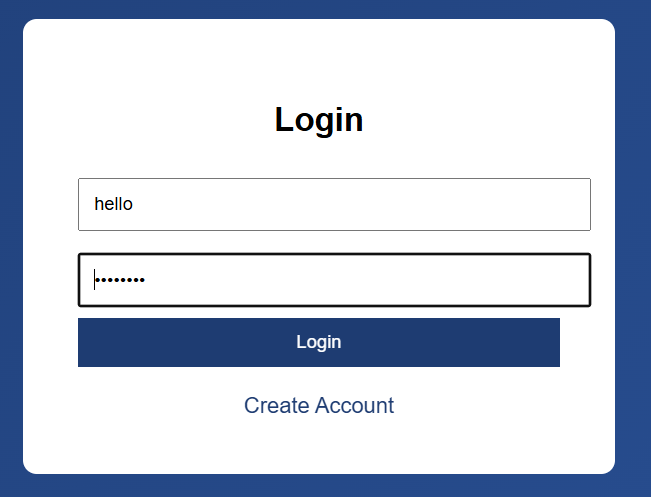 Login
hello
••••••••
Login
Create Account